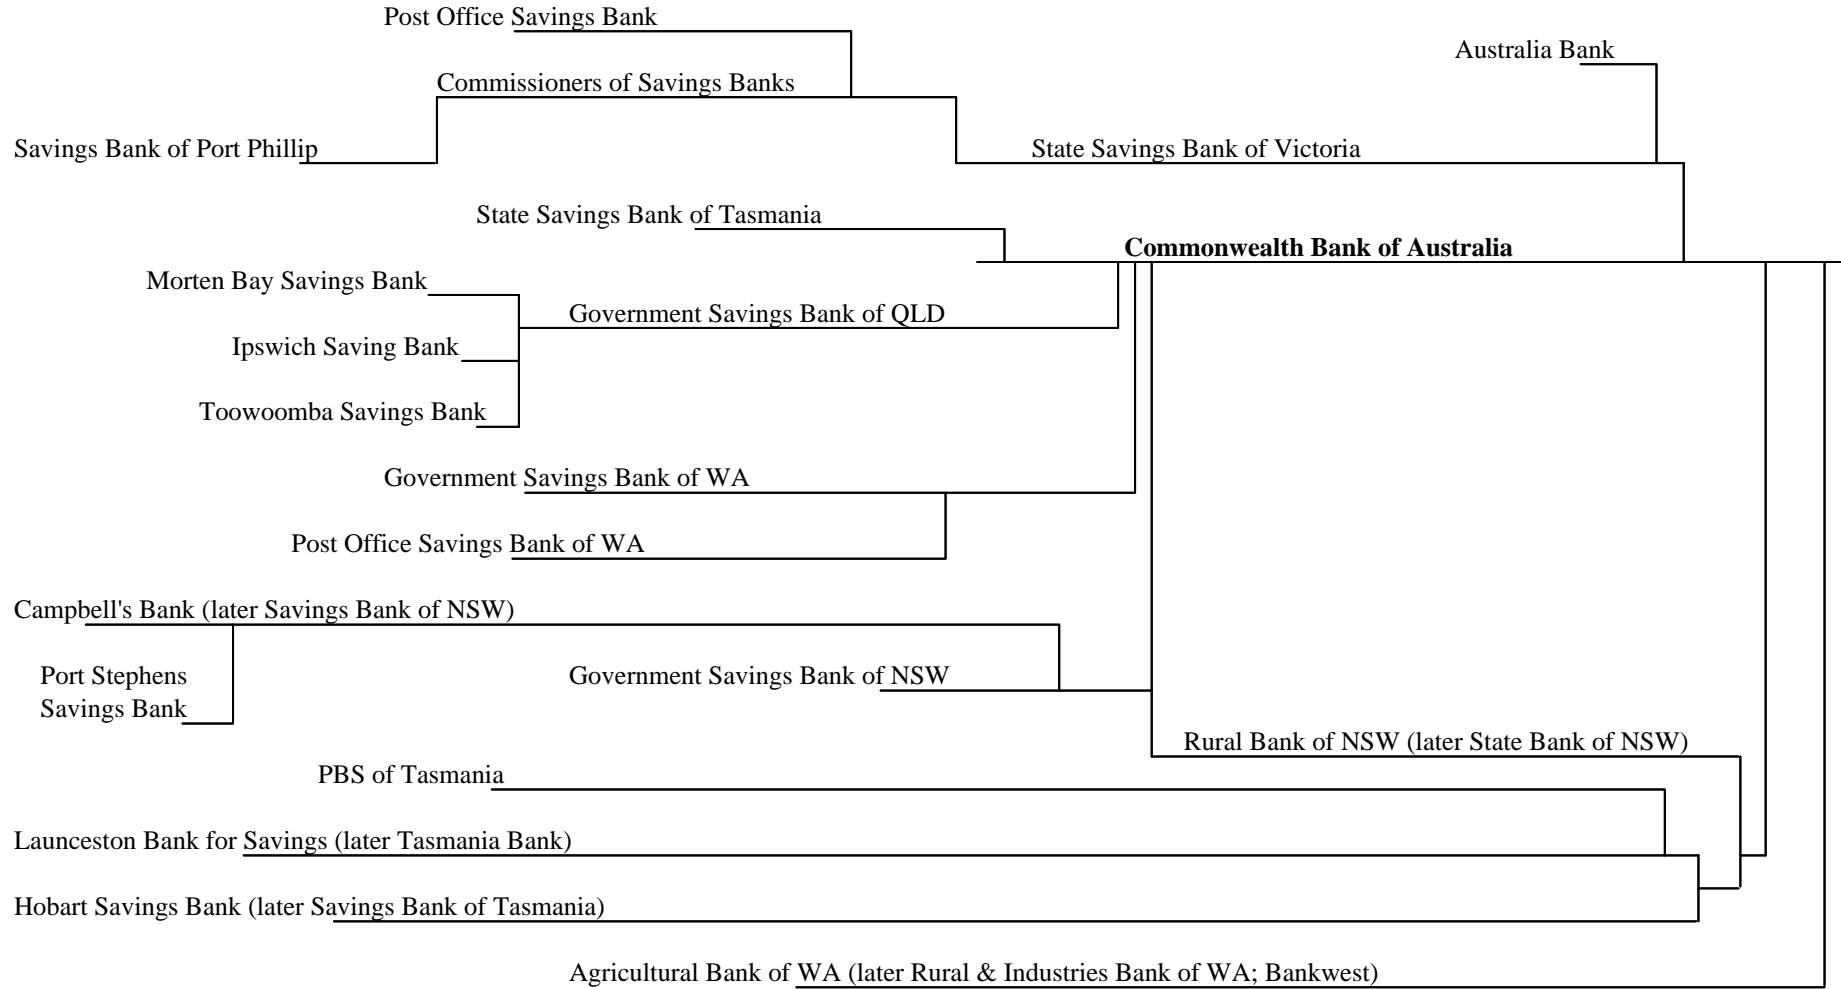 Post Office Savings Bank
Australia Bank
Commissioners of Savings Banks
Savings Bank of Port Phillip
State Savings Bank of Victoria
State Savings Bank of Tasmania
Commonwealth Bank of Australia
Morten Bay Savings Bank
Government Savings Bank of QLD
Ipswich Saving Bank
Toowoomba Savings Bank
Government Savings Bank of WA
Post Office Savings Bank of WA
Campbell's Bank (later Savings Bank of NSW)
Port Stephens
Savings Bank
Government Savings Bank of NSW
Rural Bank of NSW (later State Bank of NSW)
PBS of Tasmania
Launceston Bank for Savings (later Tasmania Bank)
Hobart Savings Bank (later Savings Bank of Tasmania)
Agricultural Bank of WA (later Rural & Industries Bank of WA; Bankwest)